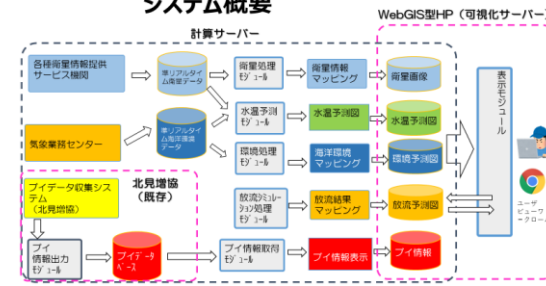 システム概要
WebGIS型HP（可視化サーバー）
計算サーバー
各種衛星情報提供
サービス機関
準リアルタイ
ム衛星データ
衛星処理
ﾓｼﾞｭｰﾙ
衛星情報
マッピング
衛星画像
水温予測
ﾓｼﾞｭｰﾙ
水温予測図
水温予測図
気象業務センター
準リアルタイ
ム海洋環境
データ
環境処理
ﾓｼﾞｭｰﾙ
海洋環境
マッピング
環境予測図
表示モジュール
ブイデータ収集シス
テム
（北見増協）
北見増協
（既存）
放流ｼﾐｭﾚｰ
ｼｮﾝ処理
ﾓｼﾞｭｰﾙ
放流結果
マッピング
放流予測図
ユーザ
ビューワ
ブイ
情報出力
ﾓｼﾞｭｰﾙ
ブイデータ
ベース
ブイ情報取得
ﾓｼﾞｭｰﾙ
ブイ情報表示
ブイ情報